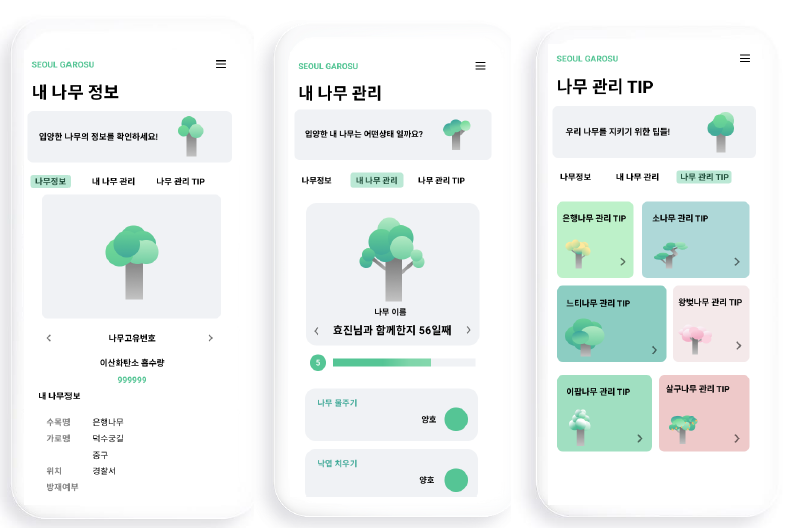 SEOUL GAROSU
내 나무 정보
입양한 나무의 정보를 확인하세요!
나무정보 내 나무 관리 나무 관리 TIP
나무고유번호
이산화탄소 흡수량
999999
내 나무정보
수목명 은행나무
가로명 덕수궁길
중구
위치 경찰서
방재여부
SEOUL GAROSU
내 나무 관리
입양한 내 나무는 어떤상태 일까요?
나무정보 내 나무 관리 나무 관리 TIP
나무 이름
효진님과 함께한지 56일째
5
나무 물주기
양호
낙엽 치우기
양호
SEOUL GAROSU
나무 관리 TIP
우리 나무를 지키기 위한 팁들!
나무정보 내 나무 관리 나무 관리 TIP
은행나무 관리 TIP 소나무 관리 TIP
느티나무 관리 TIP 왕벚나무 관리 TIP
이팝나무 관리 TIP 살구나무 관리 TIP